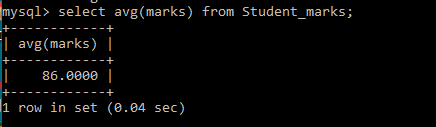 mysql> select avg(marks) from Student_marks;
+------------+
| avg(marks) |
+------------+
|    86.0000 |
+------------+
1 row in set (0.04 sec)